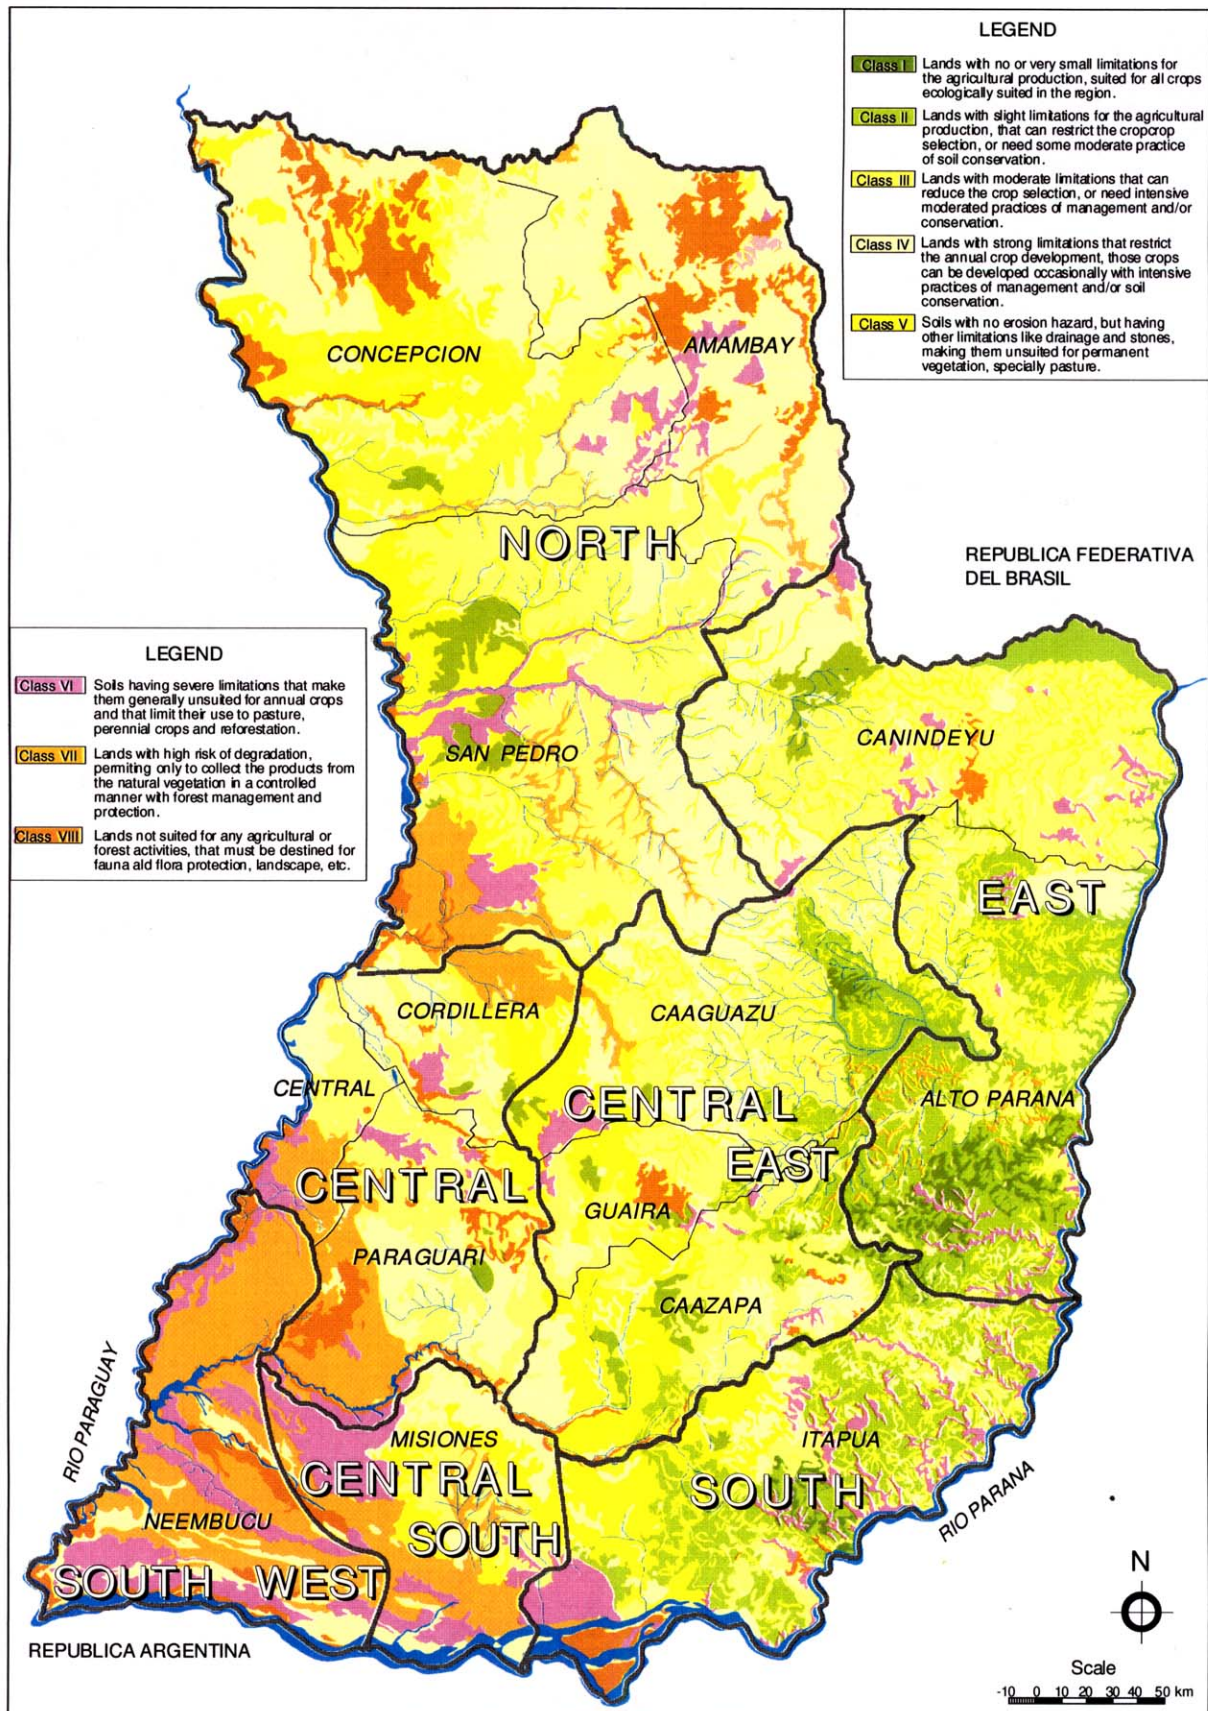 LEGEND
Class I Lands with no or very small limitations for
the agricultural production, suited for all crops
ecologically suited in the region.
Class II Lands with slight limitations for the agricultural
production, that can restrict the cropcrop
selection, or need some moderate practice
of soil conservation.
Class III Lands with moderate limitations that can
reduce the crop selection, or need intensive
moderated practices of management and/or
conservation.
Class IV Lands with strong limitations that restrict
the annual crop development, those crops
can be developed occasionally with intensive
practices of management and/or soil
conservation.
Class V Soils with no erosion hazard, but having
other limitations like drainage and stones,
making them unsuited for permanent
vegetation, specially pasture.
CONCEPCION
AMAMBAY
NORTH
REPUBLICA FEDERATIVA
DEL BRASIL
LEGEND
Class VI Soils having severe limitations that make
them generally unsuited for annual crops
and that limit their use to pasture,
perennial crops and reforestation.
Class VII Lands with high risk of degradation,
permiting only to collect the products from
the natural vegetation in a controlled
manner with forest management and
protection.
Class VIII Lands not suited for any agricultural or
forest activities, that must be destined for
fauna ald flora protection, landscape, etc.
SAN PEDRO
CANINDEYU
EAST
CORDILLERA
CAAGUAZU
CENTRAL
CENTRAL
EAST
ALTO PARANA
CENTRAL
GUAIRA
PARAGUARI
CAAZAPA
RIO PARAGUAY
MISIONES
CENTRAL
SOUTH
ITAPUA
SOUTH
RIO PARANA
NEEMBUCU
SOUTH WEST
REPUBLICA ARGENTINA
N
Scale
-10 0 10 20 30 40 50 km